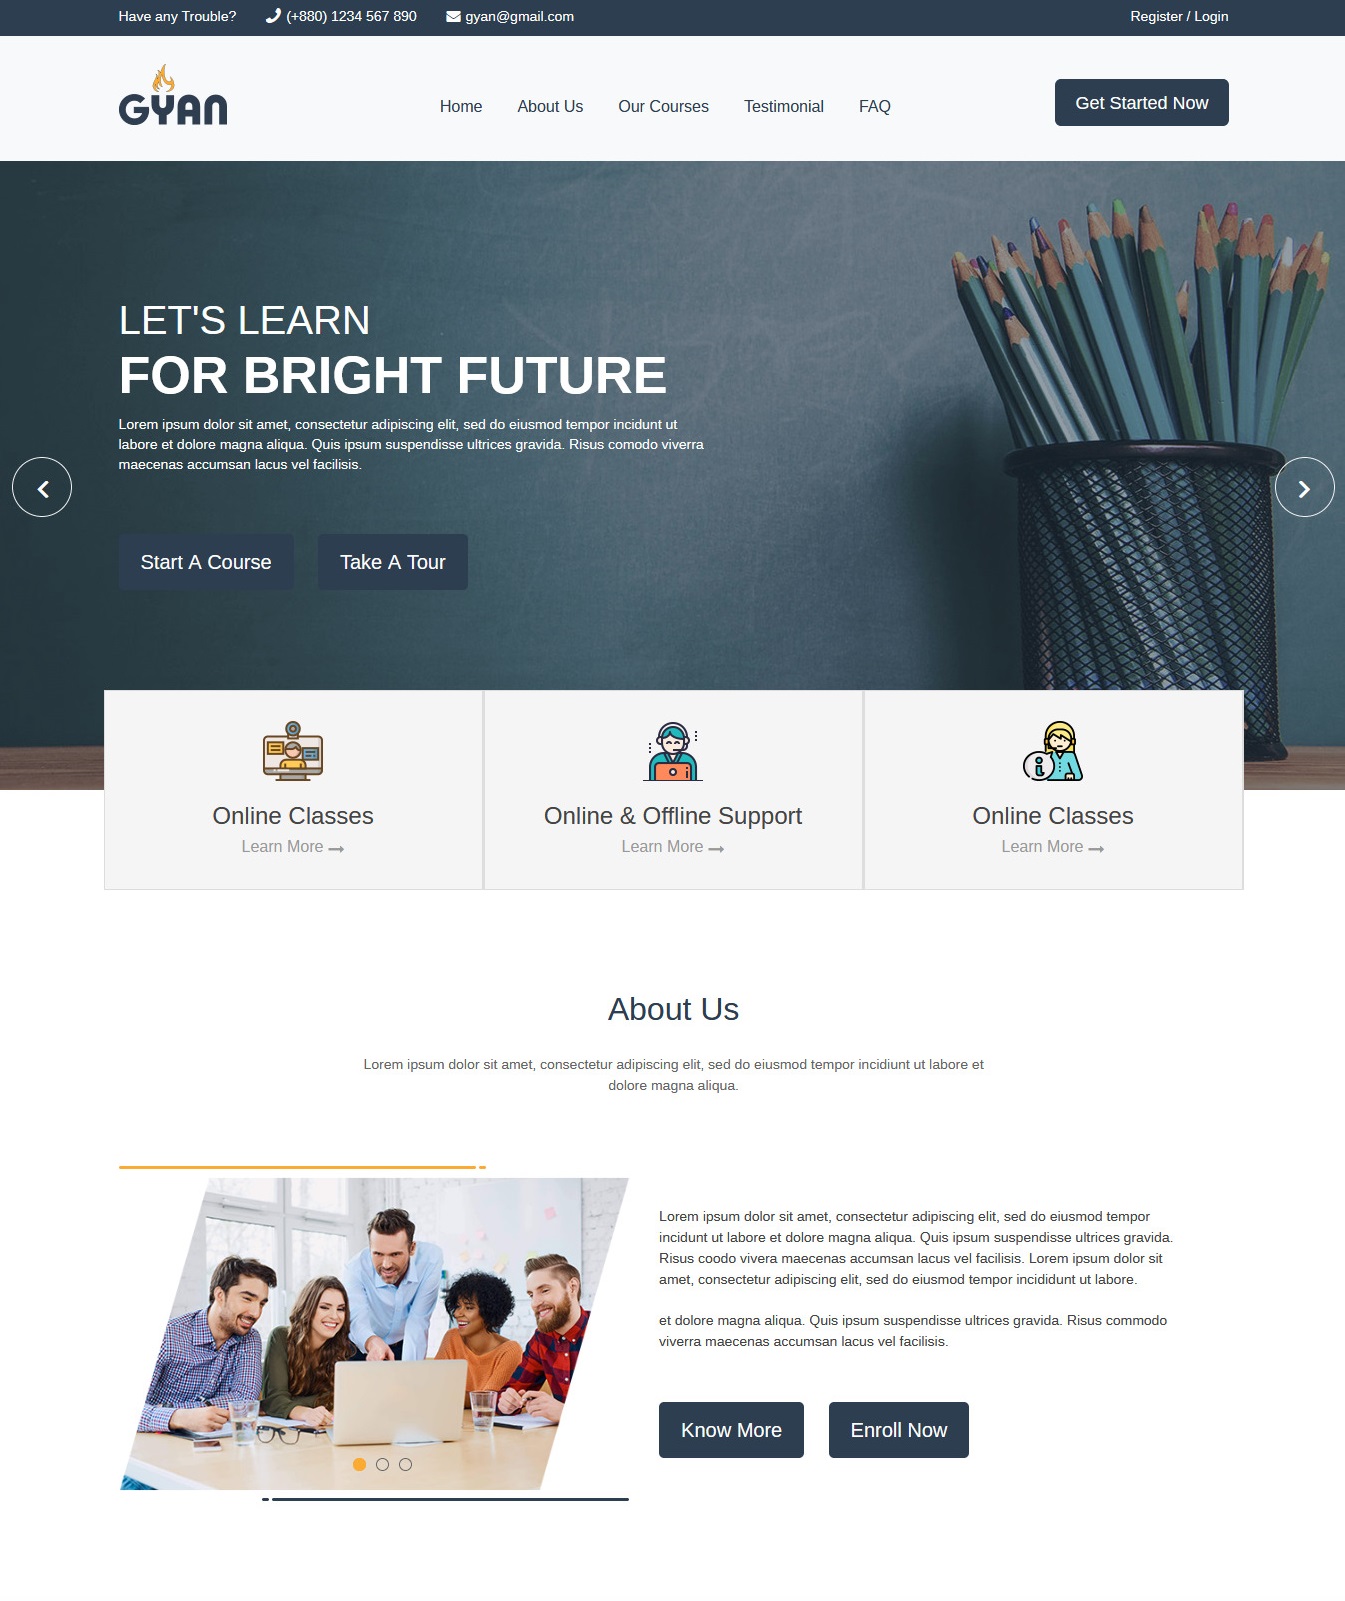 Have any Trouble? (+880) 1234 567 890 gyan@gmail.com Register / Login
GYAN
Home About Us Our Courses Testimonial FAQ
Get Started Now
LET'S LEARN
FOR BRIGHT FUTURE
Lorem ipsum dolor sit amet, consectetur adipiscing elit, sed do eiusmod tempor incidunt ut
labore et dolore magna aliqua. Quis ipsum suspendisse ultrices gravida. Risus comodo viverra
maecenas accumsan lacus vel facilisis.
Start A Course Take A Tour
Online Classes
Learn More
Online & Offline Support
Learn More
Online Classes
Learn More
About Us
Lorem ipsum dolor sit amet, consectetur adipiscing elit, sed do eiusmod tempor incidiunt ut labore et
dolore magna aliqua.
Lorem ipsum dolor sit amet, consectetur adipiscing elit, sed do eiusmod tempor
incidunt ut labore et dolore magna aliqua. Quis ipsum suspendisse ultrices gravida.
Risus coodo vivera maecenas accumsan lacus vel facilisis. Lorem ipsum dolor sit
amet, consectetur adipiscing elit, sed do eiusmod tempor incididunt ut labore.
et dolore magna aliqua. Quis ipsum suspendisse ultrices gravida. Risus commodo
viverra maecenas accumsan lacus vel facilisis.
Know More Enroll Now